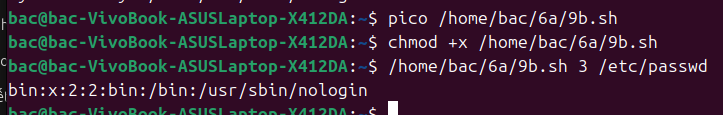 bac@bac-VivoBook-ASUSLaptop-X412DA:~$ pico /home/bac/6a/9b.sh
bac@bac-VivoBook-ASUSLaptop-X412DA:~$ chmod +x /home/bac/6a/9b.sh
bac@bac-VivoBook-ASUSLaptop-X412DA:~$ /home/bac/6a/9b.sh 3 /etc/passwd
bin:x:2:2:bin:/bin:/usr/sbin/nologin
bac@bac-VivoBook-ASUSLaptop-X412DA:~$